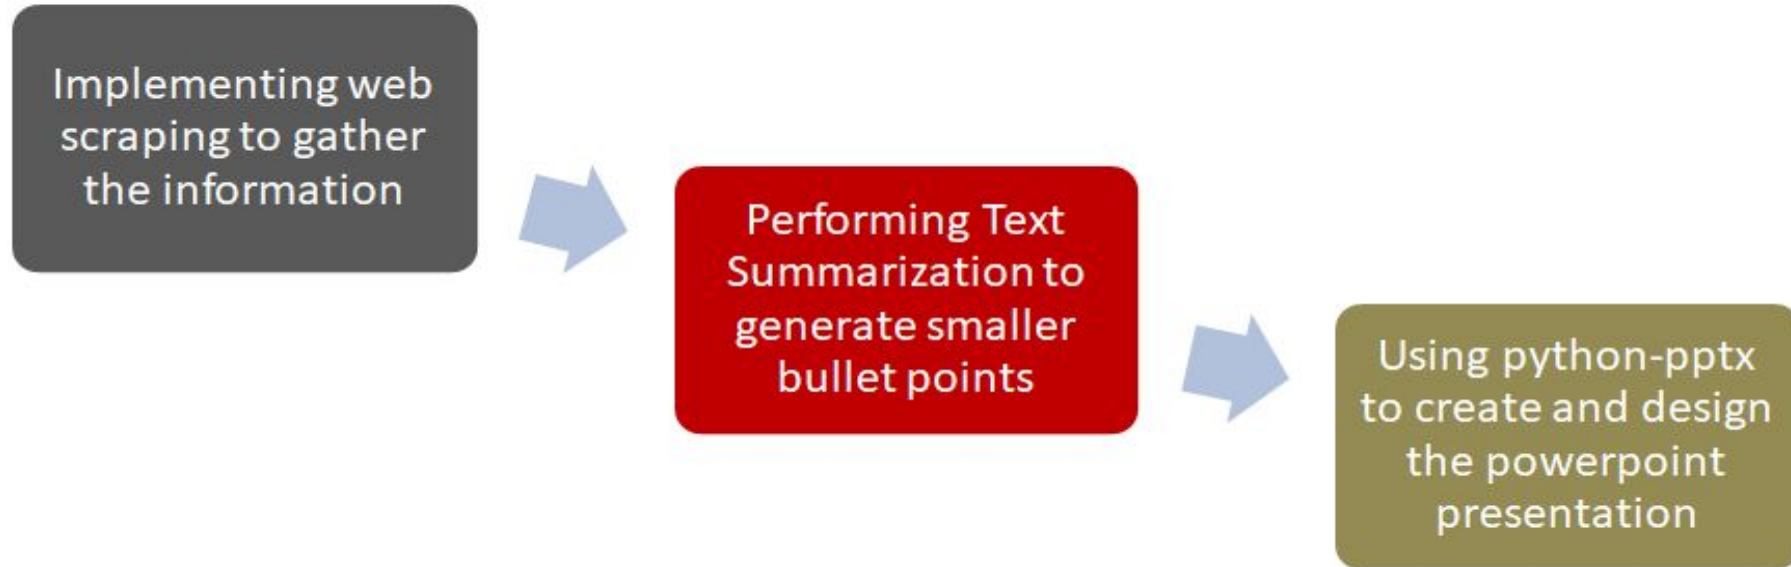 Implementing web
scraping to gather
the information
Performing Text
Summarization to
generate smaller
bullet points
Using python-pptx
to create and design
the powerpoint
presentation